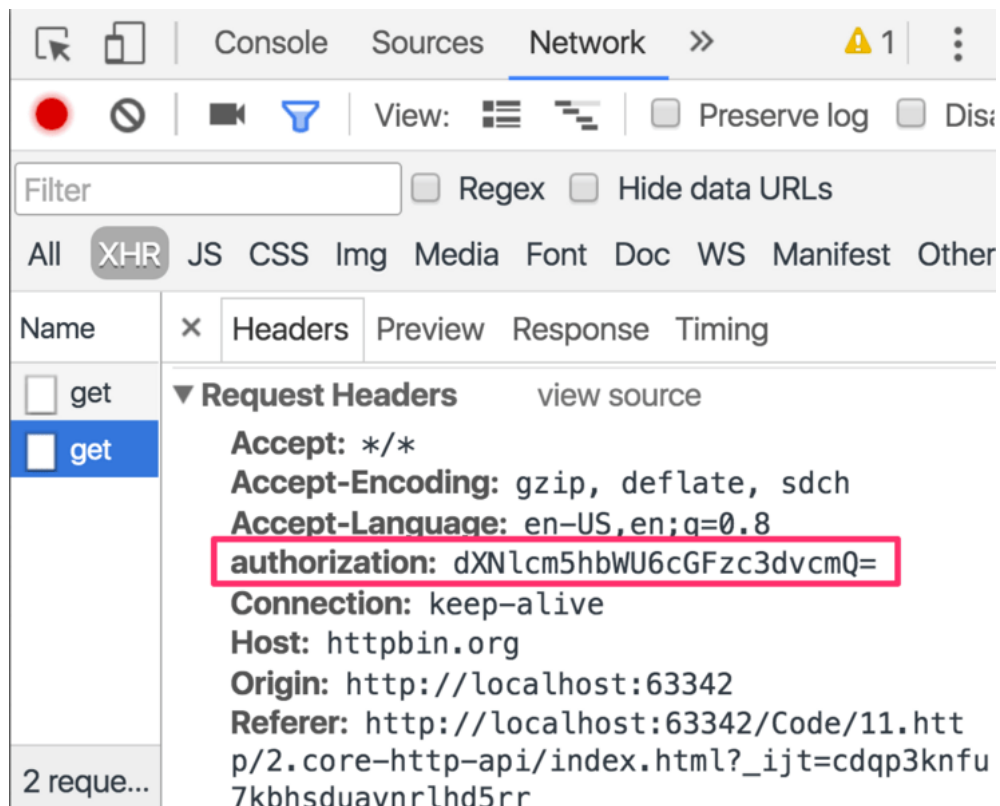 Console Sources Network » 1
View: Preserve log
Filter Regex Hide data URLs
All XHR JS CSS Img Media Font Doc WS Manifest Other
Name × Headers Preview Response Timing
get ▼ Request Headers view source
get Accept: */*
Accept-Encoding: gzip, deflate, sdch
Accept-Language: en-US,en;q=0.8
authorization: dXNlcm5hbWU6cGFzc3dvcmQ=
Connection: keep-alive
Host: httpbin.org
Origin: http://localhost:63342
Referer: http://localhost:63342/Code/11.htt
p/2.core-http-api/index.html?_ijt=cdqp3knfu
2 reque... 7kbhsduavnrlhd5rr